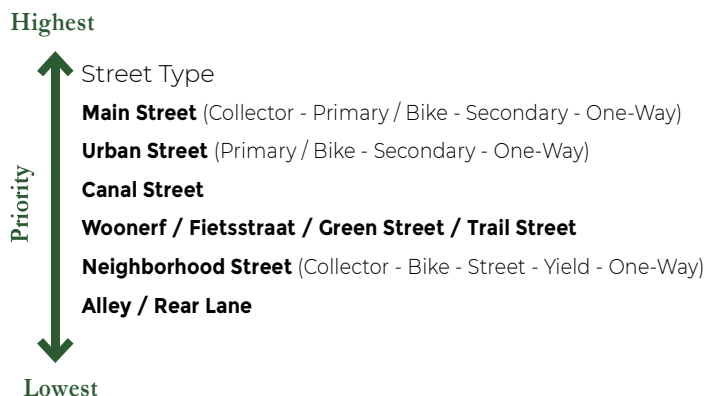 Highest
Priority
Street Type
Main Street (Collector - Primary / Bike - Secondary - One-Way)
Urban Street (Primary / Bike - Secondary - One-Way)
Canal Street
Woonerf / Fietsstraat / Green Street / Trail Street
Neighborhood Street (Collector - Bike - Street - Yield - One-Way)
Alley / Rear Lane
Lowest